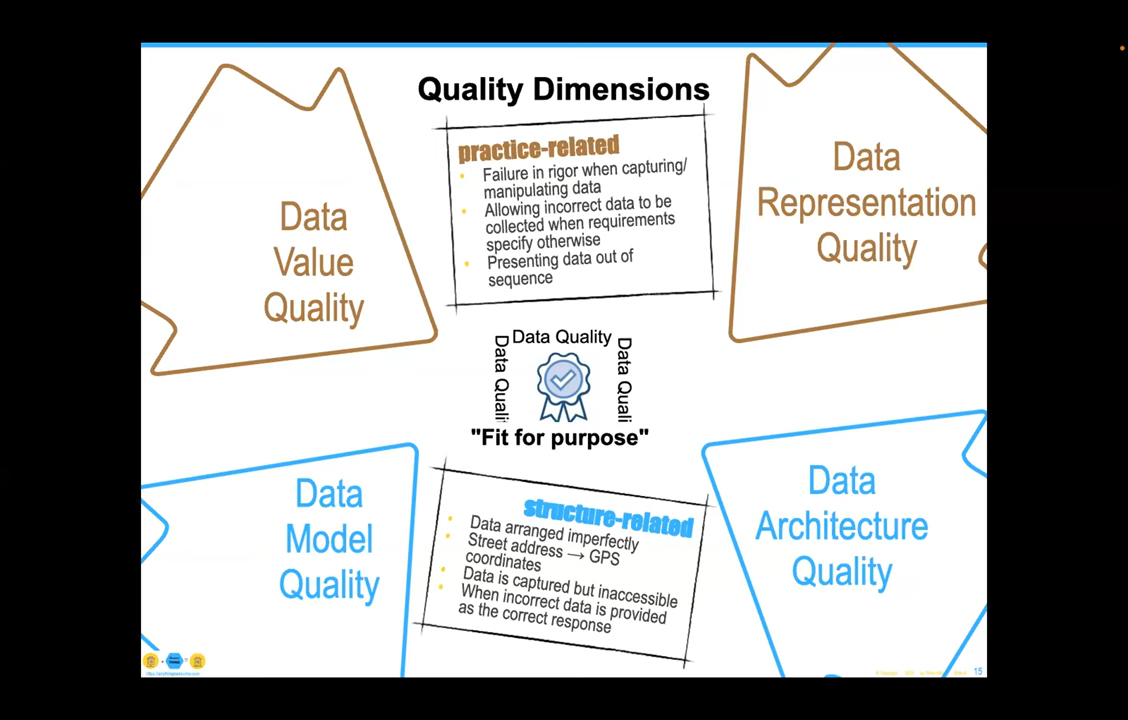 Quality Dimensions
practice-related
• Failure in rigor when capturing/
manipulating data
• Allowing incorrect data to be
collected when requirements
specify otherwise
• Presenting data out of
sequence
Data
Value
Quality
Data
Representation
Quality
Data Quality
Data Quali
Data Quali
"Fit for purpose"
Data
Model
Quality
structure-related
• Data arranged imperfectly
• Street address → GPS
coordinates
• Data is captured but inaccessible
• When incorrect data is provided
as the correct response
Data
Architecture
Quality
15